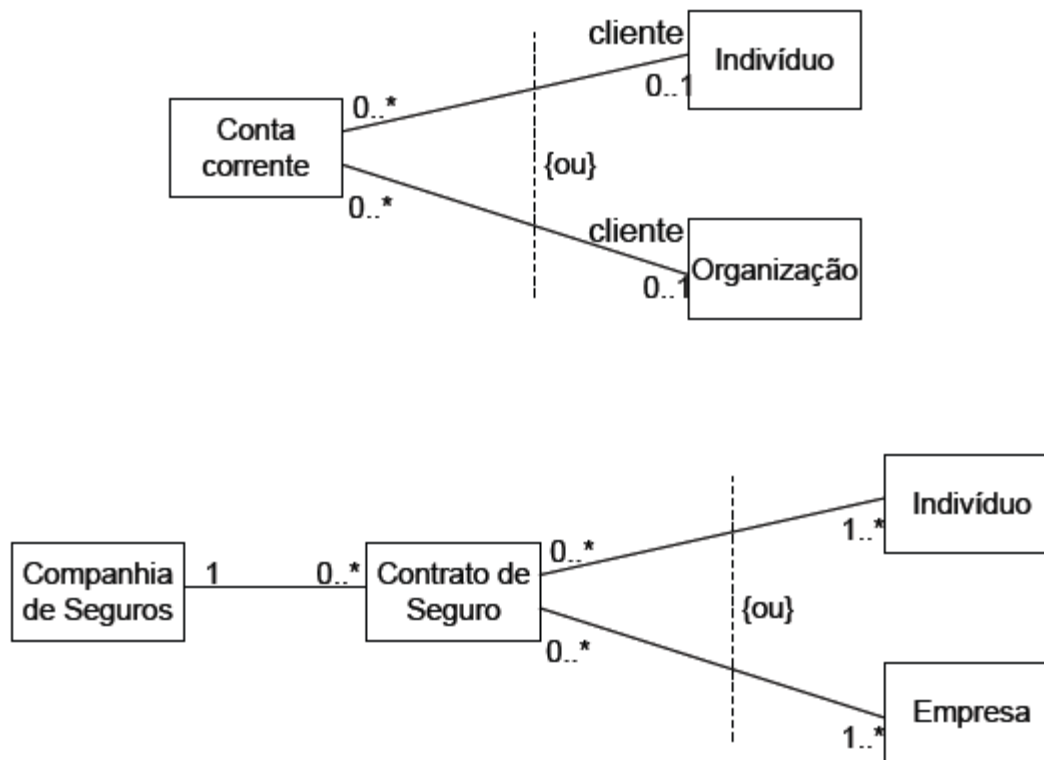 cliente
Indivíduo
0..1
0..*
Conta
corrente
{ou}
0..*
cliente
Organização
0..1
Indivíduo
1..*
0..*
Companhia
de Seguros
1
0..*
Contrato de
Seguro
{ou}
0..*
Empresa
1..*